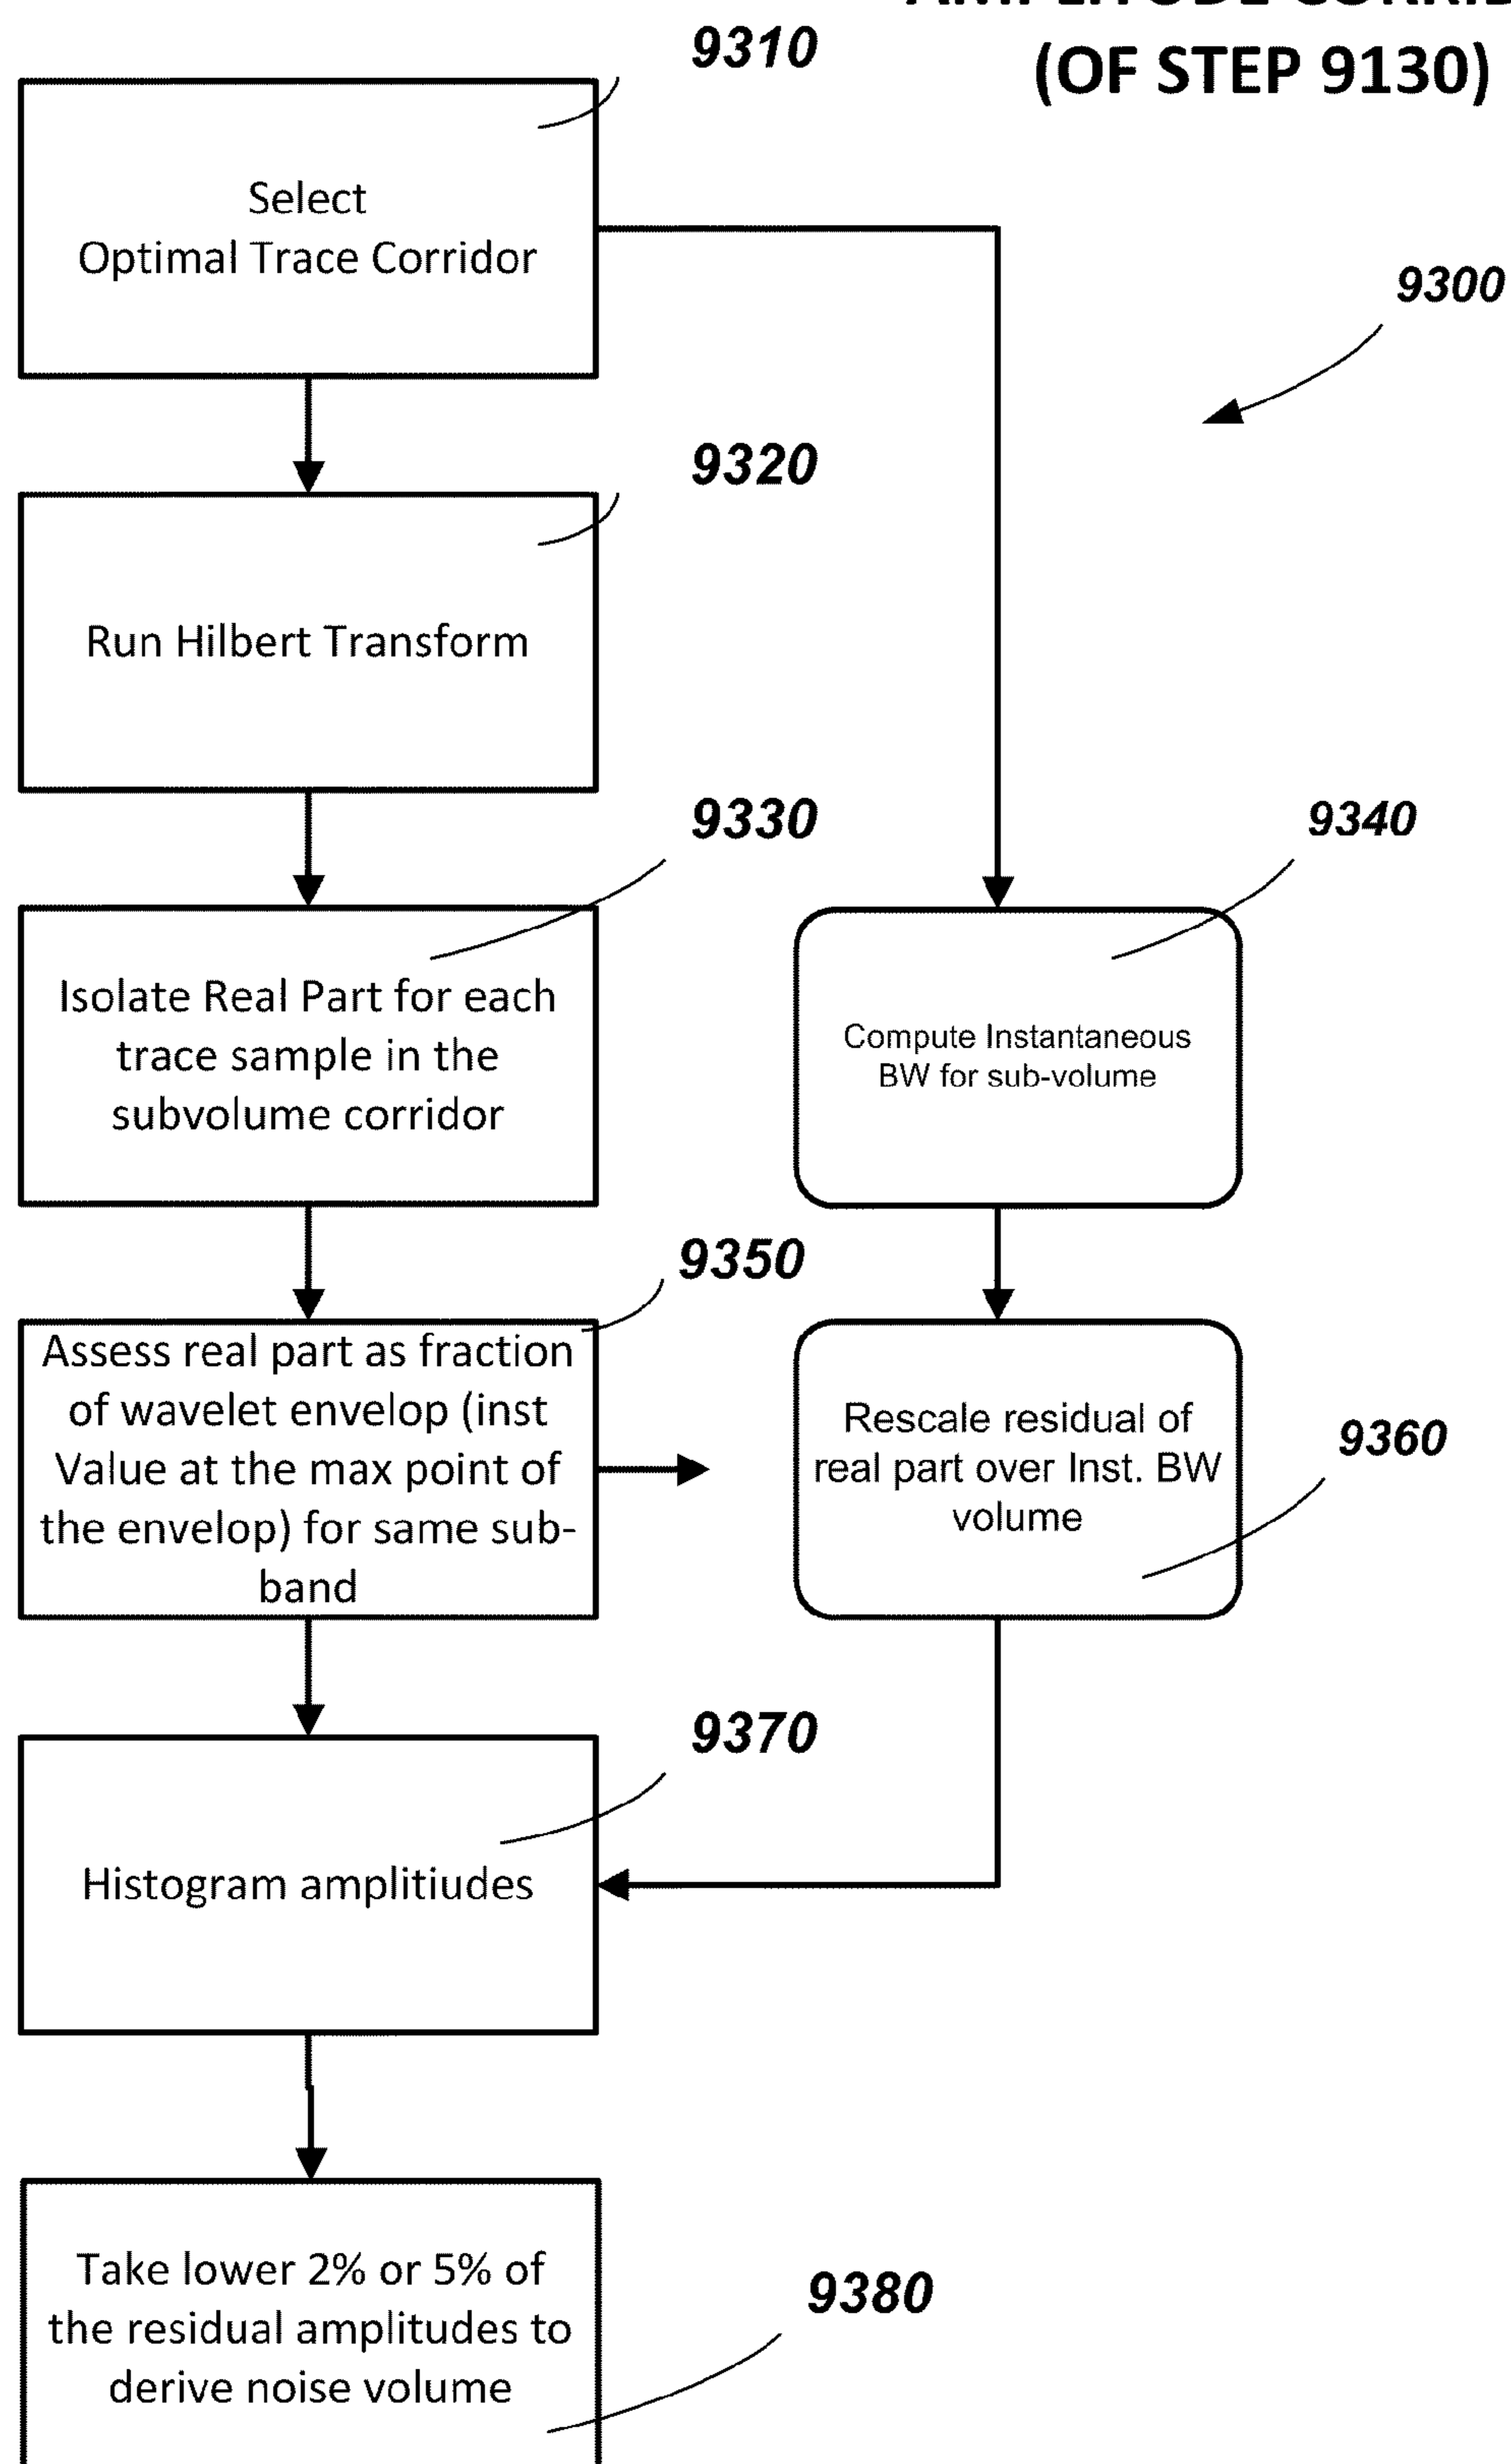 (OF STEP 9130)
9310
Select
Optimal Trace Corridor
9300
9320
Run Hilbert Transform
9330
Isolate Real Part for each
trace sample in the
subvolume corridor
9340
Compute Instantaneous
BW for sub-volume
9350
Assess real part as fraction
of wavelet envelop (inst
Value at the max point of
the envelop) for same sub-
band
9360
Rescale residual of
real part over Inst. BW
volume
9370
Histogram amplitiudes
9380
Take lower 2% or 5% of
the residual amplitudes to
derive noise volume